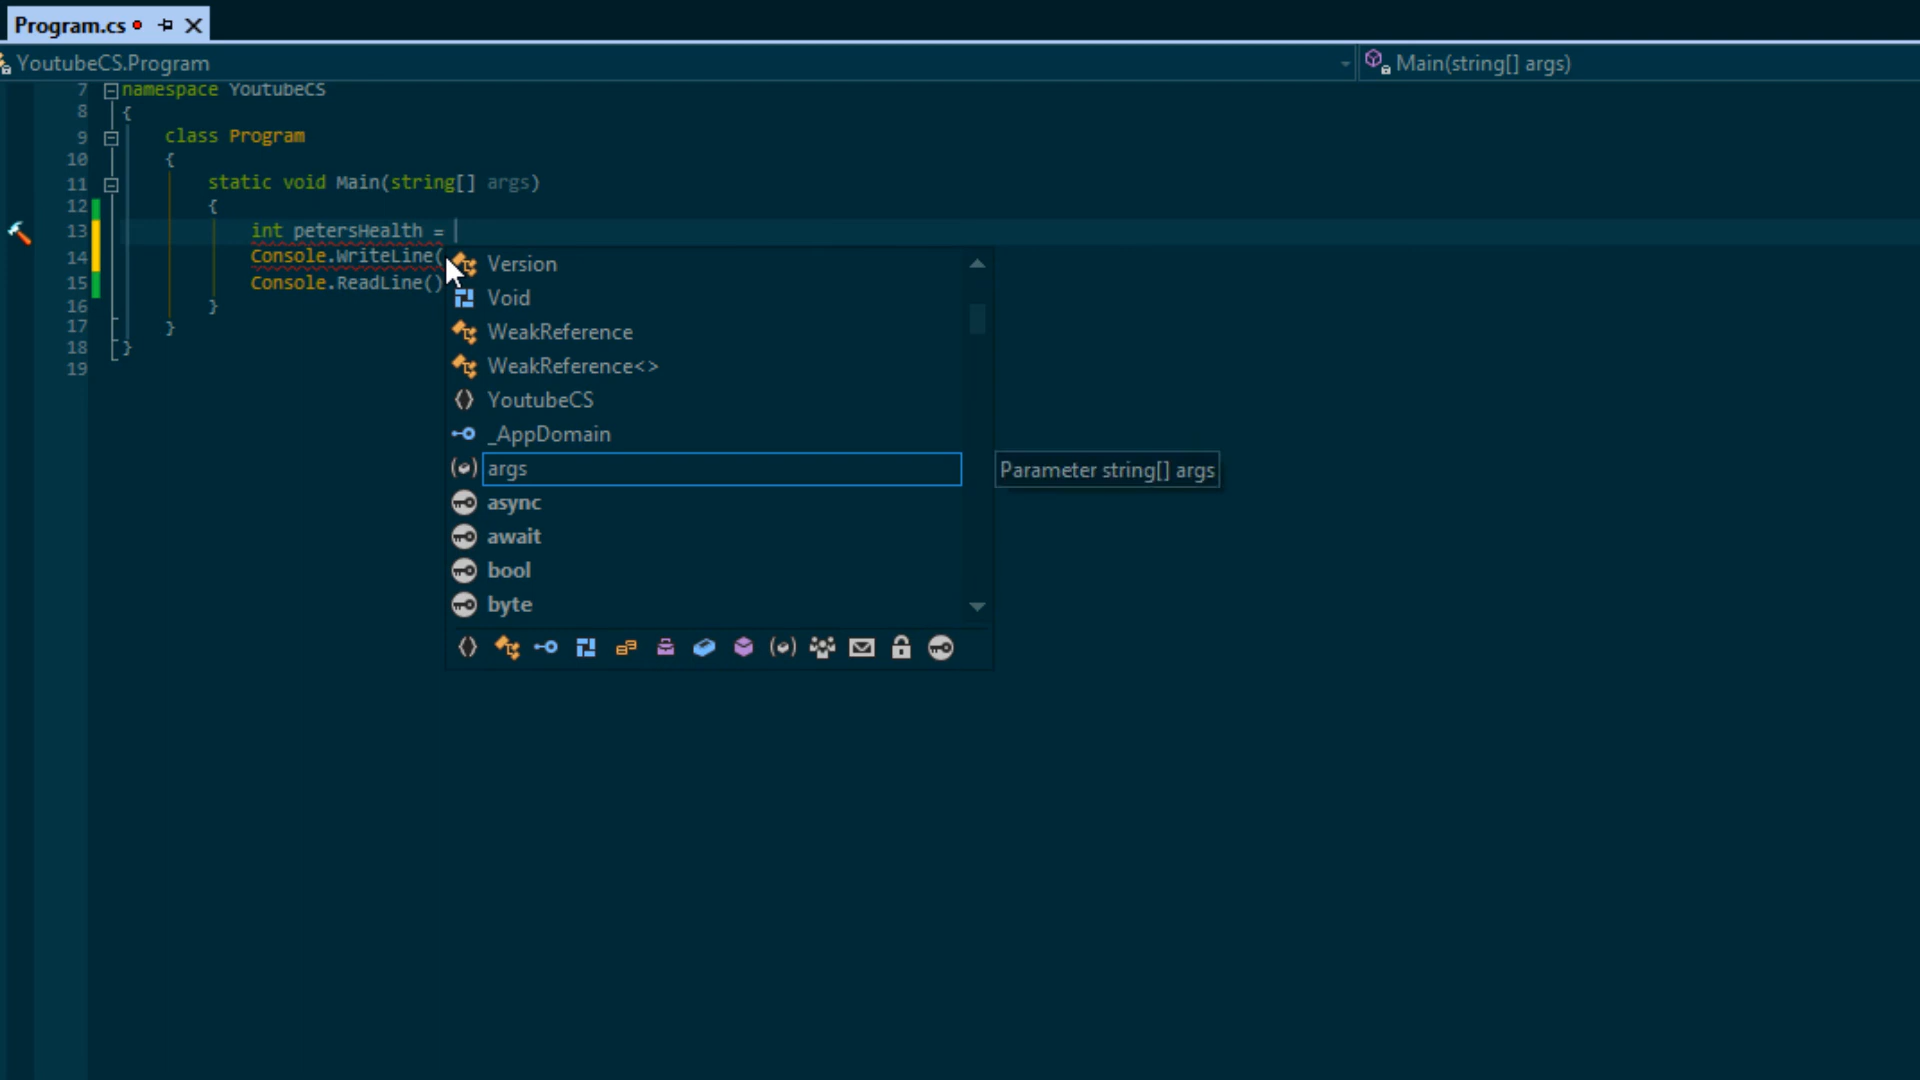 Program.cs
YoutubeCS.Program
Main(string[] args)
7 namespace YoutubeCS
8 {
9 class Program
10 {
11 static void Main(string[] args)
12 {
13 int petersHealth =
14 Console.WriteLine(
15 Console.ReadLine()
16 }
17 }
18 }
19
Version
Void
WeakReference
WeakReference<>
YoutubeCS
_AppDomain
args
Parameter string[] args
async
await
bool
byte